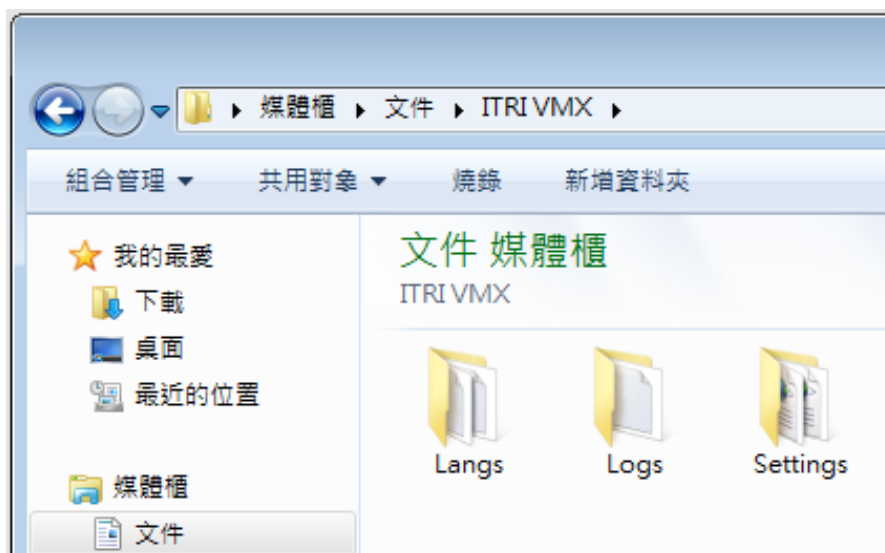 媒體櫃 文件 ITRI VMX
組合管理 共用對象 燒錄 新增資料夾
我的最愛
下載
桌面
最近的位置
媒體櫃
文件
文件 媒體櫃
ITRI VMX
Langs Logs Settings